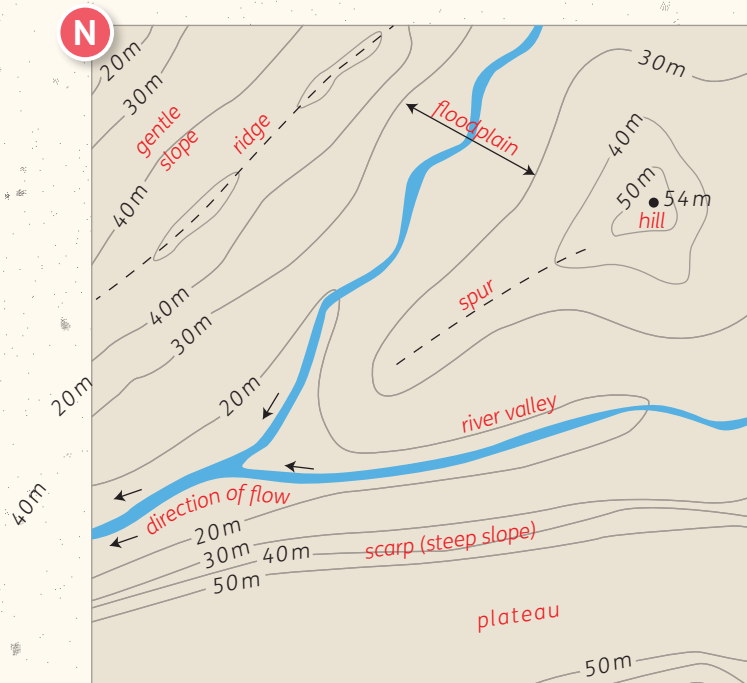 N
20m
30m
gentle
slope
ridge
floodplain
30m
40m
50m
54m
hill
40m
40m
30m
spur
20m
20m
river valley
40m
direction of flow
20m
30m
40m
50m
scarp (steep slope)
plateau
50m